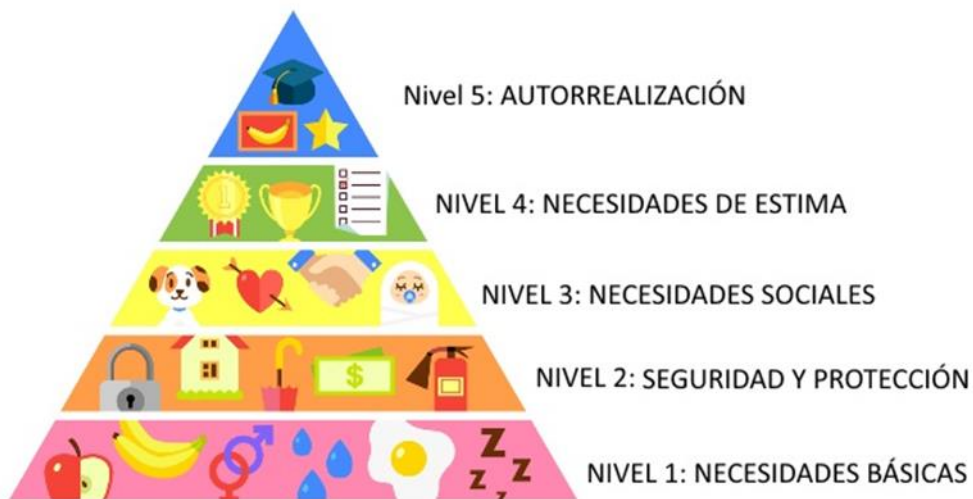 Nivel 5: AUTORREALIZACIÓN
1
NIVEL 4: NECESIDADES DE ESTIMA
NIVEL 3: NECESIDADES SOCIALES
$
NIVEL 2: SEGURIDAD Y PROTECCIÓN
Z Z Z Z
NIVEL 1: NECESIDADES BÁSICAS